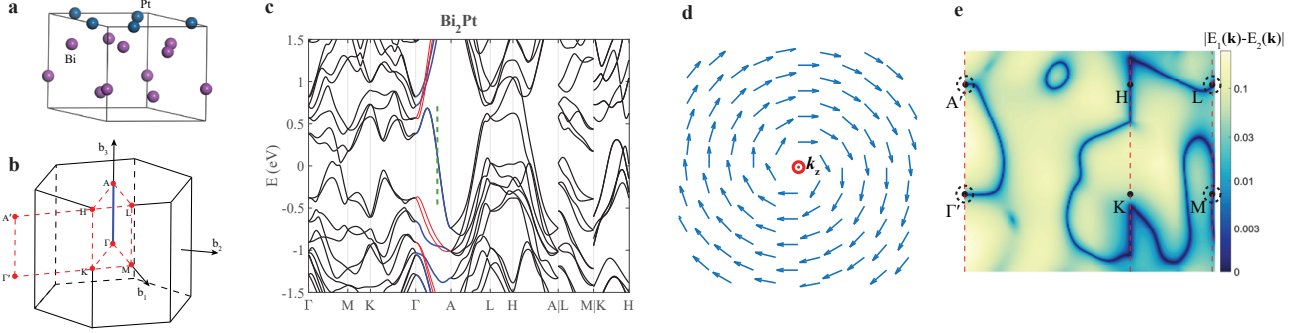 a
Pt
Bi
b
b₃
A
A′
H
L
Γ
Γ′
K
M
b₁
b₂
c
Bi₂Pt
E (eV)
1.5
1
0.5
0
-0.5
-1
-1.5
Γ M K Γ A L H A|L M|K H
d
k_z
e
|E₁(k)-E₂(k)|
A′
H
L
Γ′
K
M
0.1
0.03
0.01
0.003
0